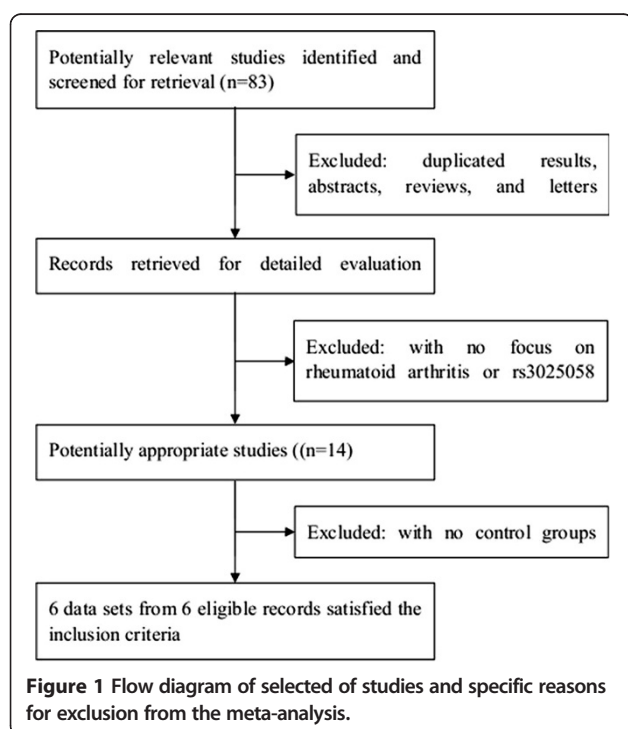 Potentially relevant studies identified and
screened for retrieval (n=83)
Excluded: duplicated results,
abstracts, reviews, and letters
Records retrieved for detailed evaluation
Excluded: with no focus on
rheumatoid arthritis or rs3025058
Potentially appropriate studies ((n=14)
Excluded: with no control groups
6 data sets from 6 eligible records satisfied the
inclusion criteria
Figure 1 Flow diagram of selected of studies and specific reasons
for exclusion from the meta-analysis.